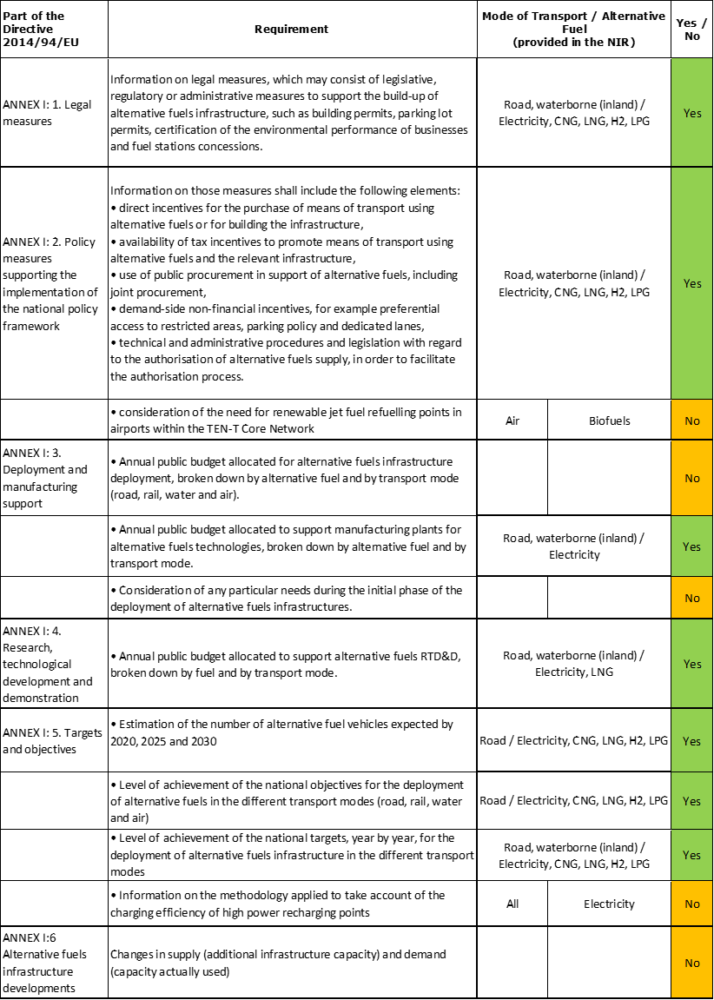 Part of the
Directive
2014/94/EU
Requirement
Mode of Transport / Alternative
Fuel
(provided in the NIR)
Yes /
No
ANNEX I: 1. Legal
measures
Information on legal measures, which may consist of legislative,
regulatory or administrative measures to support the build-up of
alternative fuels infrastructure, such as building permits, parking lot
permits, certification of the environmental performance of businesses
and fuel stations concessions.
Road, waterborne (inland) /
Electricity, CNG, LNG, H2, LPG
Yes
ANNEX I: 2. Policy
measures
supporting the
implementation of
the national policy
framework
Information on those measures shall include the following elements:
• direct incentives for the purchase of means of transport using
alternative fuels or for building the infrastructure,
• availability of tax incentives to promote means of transport using
alternative fuels and the relevant infrastructure,
• use of public procurement in support of alternative fuels, including
joint procurement,
• demand-side non-financial incentives, for example preferential
access to restricted areas, parking policy and dedicated lanes,
• technical and administrative procedures and legislation with regard
to the authorisation of alternative fuels supply, in order to facilitate
the authorisation process.
Road, waterborne (inland) /
Electricity, CNG, LNG, H2, LPG
Yes
• consideration of the need for renewable jet fuel refuelling points in
airports within the TEN-T Core Network
Air
Biofuels
No
ANNEX I: 3.
Deployment and
manufacturing
support
• Annual public budget allocated for alternative fuels infrastructure
deployment, broken down by alternative fuel and by transport mode
(road, rail, water and air).
No
• Annual public budget allocated to support manufacturing plants for
alternative fuels technologies, broken down by alternative fuel and by
transport mode.
Road, waterborne (inland) /
Electricity
Yes
• Consideration of any particular needs during the initial phase of the
deployment of alternative fuels infrastructures.
No
ANNEX I: 4.
Research,
technological
development and
demonstration
• Annual public budget allocated to support alternative fuels RTD&D,
broken down by fuel and by transport mode.
Road, waterborne (inland) /
Electricity, LNG
Yes
ANNEX I: 5. Targets
and objectives
• Estimation of the number of alternative fuel vehicles expected by
2020, 2025 and 2030
Road / Electricity, CNG, LNG, H2, LPG
Yes
• Level of achievement of the national objectives for the deployment
of alternative fuels in the different transport modes (road, rail, water
and air)
Road / Electricity, CNG, LNG, H2, LPG
Yes
• Level of achievement of the national targets, year by year, for the
deployment of alternative fuels infrastructure in the different transport
modes
Road, waterborne (inland) /
Electricity, CNG, LNG, H2, LPG
Yes
• Information on the methodology applied to take account of the
charging efficiency of high power recharging points
All
Electricity
No
ANNEX I:6
Alternative fuels
infrastructure
developments
Changes in supply (additional infrastructure capacity) and demand
(capacity actually used)
No